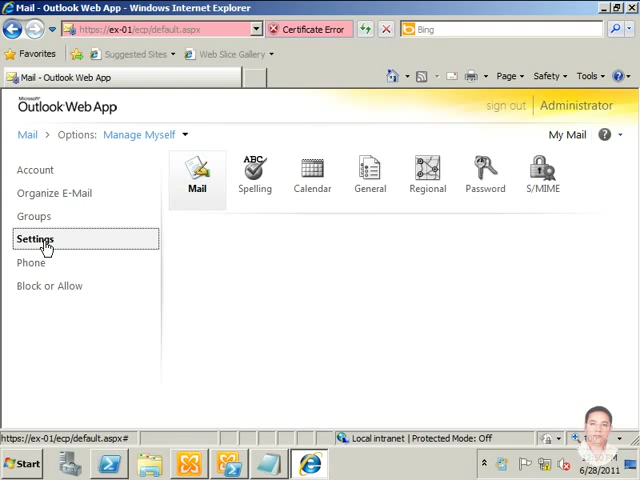 Mail - Outlook Web App - Windows Internet Explorer
https://ex-01/ecp/default.aspx
Certificate Error
Bing
Favorites
Suggested Sites
Web Slice Gallery
Mail - Outlook Web App
Page
Safety
Tools
Microsoft
Outlook Web App
sign out
Administrator
Mail > Options: Manage Myself
My Mail
Account
Organize E-Mail
Groups
Settings
Phone
Block or Allow
ABC
Mail
Spelling
Calendar
General
Regional
Password
S/MIME
https://ex-01/ecp/default.aspx#
Local intranet | Protected Mode: Off
Start
6/28/2011